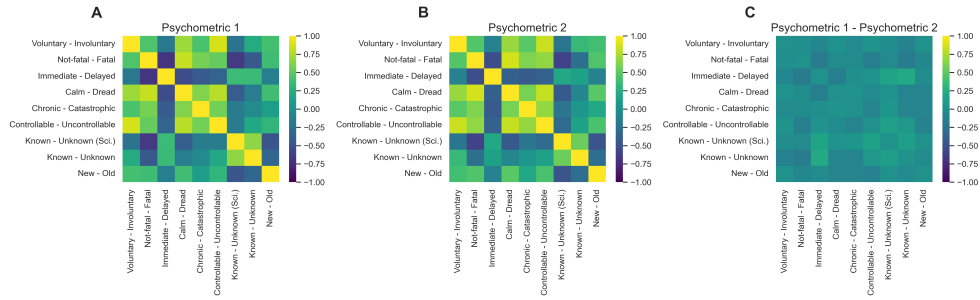 A
Psychometric 1
Voluntary - Involuntary
Not-fatal - Fatal
Immediate - Delayed
Calm - Dread
Chronic - Catastrophic
Controllable - Uncontrollable
Known - Unknown (Sci.)
Known - Unknown
New - Old
1.00
0.75
0.50
0.25
0.00
−0.25
−0.50
−0.75
−1.00
Voluntary - Involuntary
Not-fatal - Fatal
Immediate - Delayed
Calm - Dread
Chronic - Catastrophic
Controllable - Uncontrollable
Known - Unknown (Sci.)
Known - Unknown
New - Old
B
Psychometric 2
Voluntary - Involuntary
Not-fatal - Fatal
Immediate - Delayed
Calm - Dread
Chronic - Catastrophic
Controllable - Uncontrollable
Known - Unknown (Sci.)
Known - Unknown
New - Old
1.00
0.75
0.50
0.25
0.00
−0.25
−0.50
−0.75
−1.00
Voluntary - Involuntary
Not-fatal - Fatal
Immediate - Delayed
Calm - Dread
Chronic - Catastrophic
Controllable - Uncontrollable
Known - Unknown (Sci.)
Known - Unknown
New - Old
C
Psychometric 1 - Psychometric 2
Voluntary - Involuntary
Not-fatal - Fatal
Immediate - Delayed
Calm - Dread
Chronic - Catastrophic
Controllable - Uncontrollable
Known - Unknown (Sci.)
Known - Unknown
New - Old
1.00
0.75
0.50
0.25
0.00
−0.25
−0.50
−0.75
−1.00
Voluntary - Involuntary
Not-fatal - Fatal
Immediate - Delayed
Calm - Dread
Chronic - Catastrophic
Controllable - Uncontrollable
Known - Unknown (Sci.)
Known - Unknown
New - Old